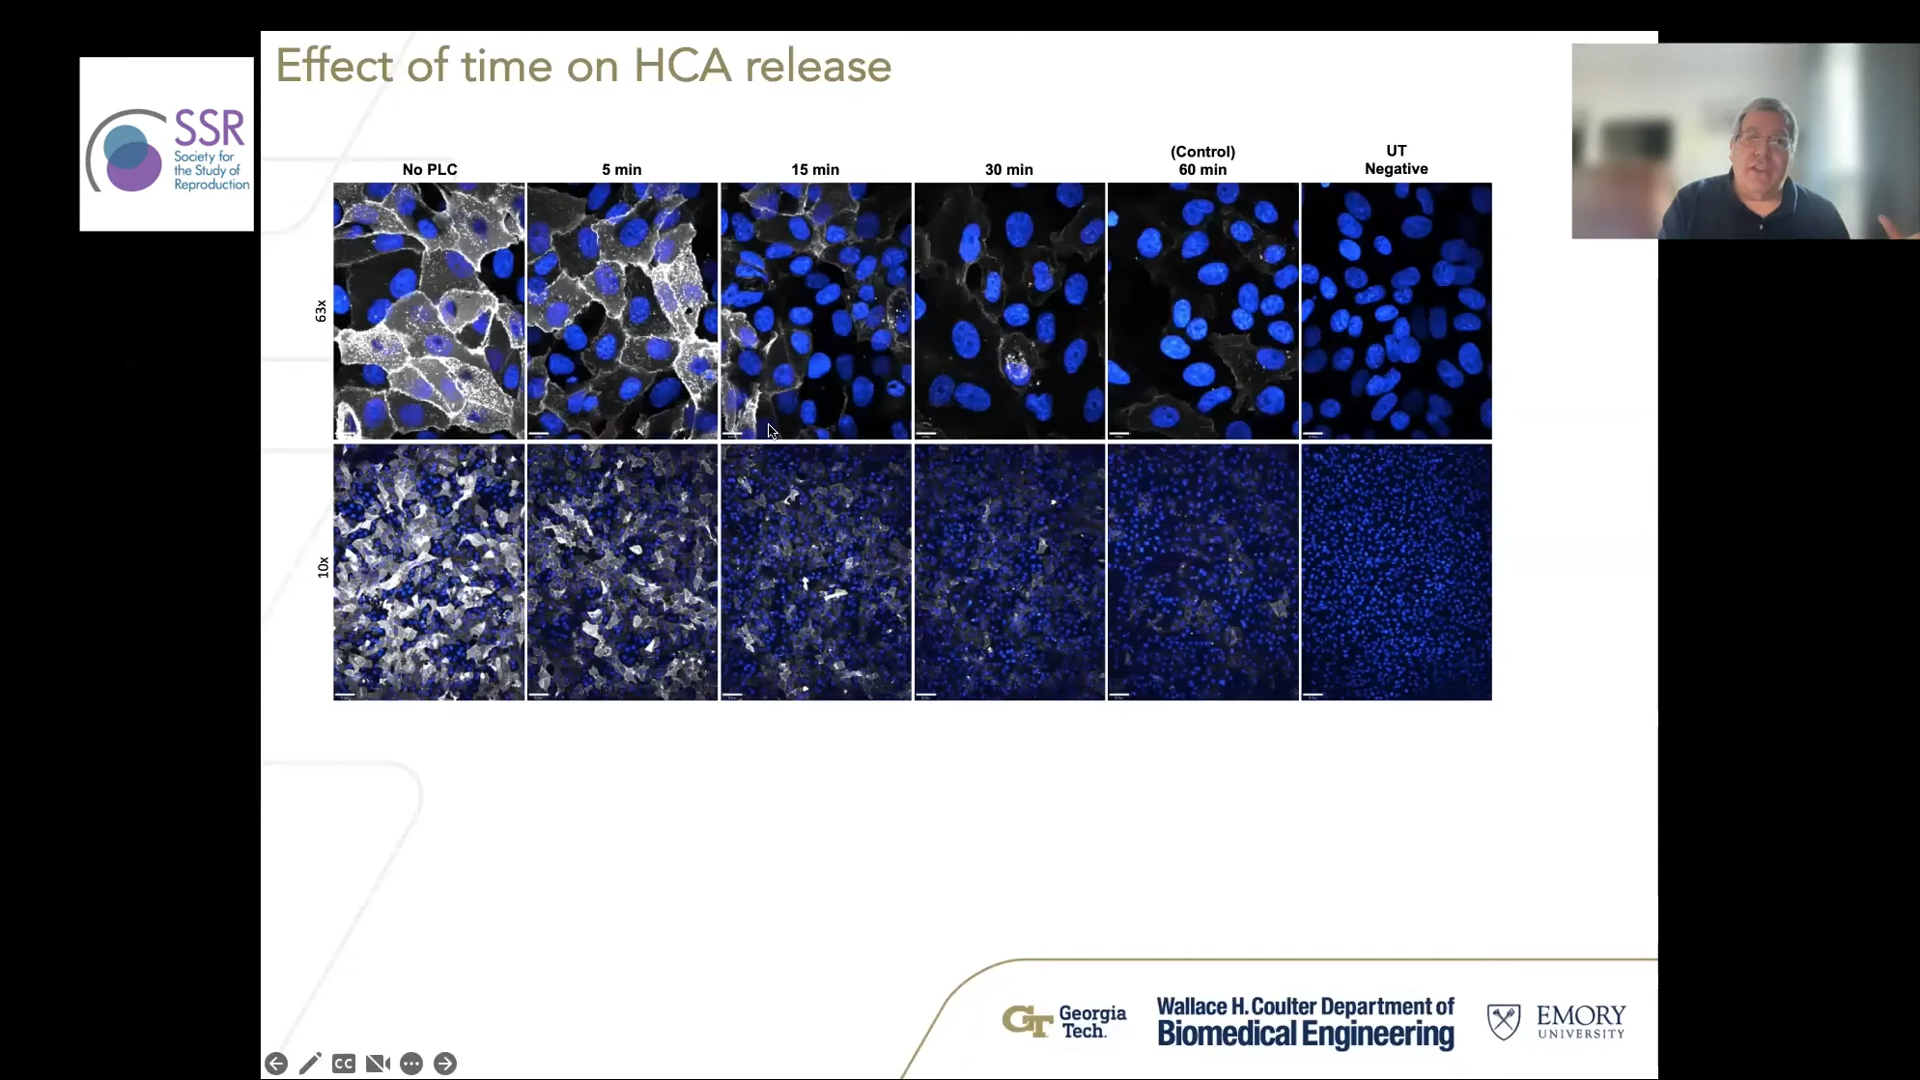 Effect of time on HCA release
SSR
Society for
the Study of
Reproduction
No PLC
5 min
15 min
30 min
(Control)
60 min
UT
Negative
63x
10x
GT Georgia
Tech.
Wallace H. Coulter Department of
Biomedical Engineering
EMORY
UNIVERSITY
CC